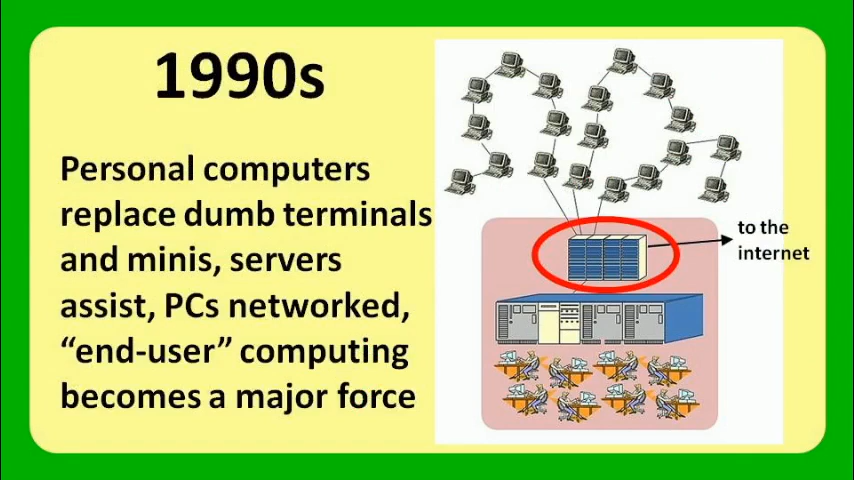 1990s
Personal computers
replace dumb terminals
and minis, servers
assist, PCs networked,
“end-user” computing
becomes a major force
to the
internet